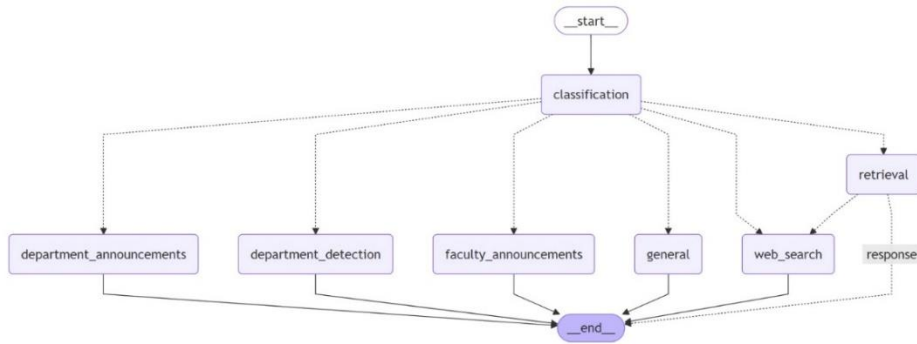 __start__
classification
retrieval
department_announcements
department_detection
faculty_announcements
general
web_search
response
__end__